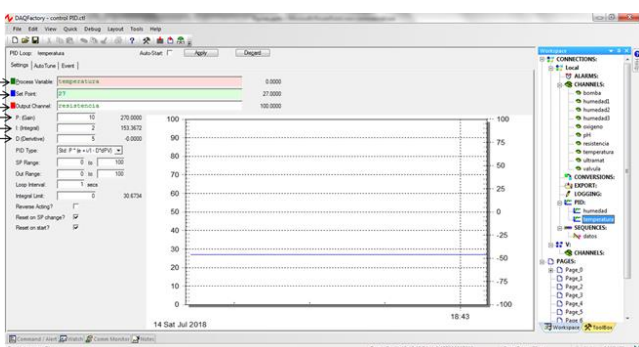 DAQFactory - control PID.ctl
File Edit View Quick Debug Layout Tools Help
PID Loop: temperatura Auto-Start Apply Discard
Settings AutoTune Event
Process Variable: temperatura 0.0000
Set Point: 27 27.0000
Output Channel: resistencia 100.0000
P: (Gain) 10 270.0000
I: (Integral) 2 153.3672
D (Derivitive) 5 -0.0000
PID Type:
SP Range: 0 to 100
Out Range: 0 to 100
Loop Interval: 1 secs
Integral Limit: 0 30.6734
Reverse Acting?
Reset on SP change?
Reset on start?
100 100
90
80 75
70
60 50
50 25
40 -25
30
20 -50
10 -75
0 -100
18:43
14 Sat Jul 2018
Workspace
CONNECTIONS:
Local
ALARMS:
CHANNELS:
bomba
humedad1
humedad2
humedad3
oxigeno
pH
resistencia
temperatura
ultramat
valvula
CONVERSIONS:
EXPORT:
LOGGING:
PID:
humedad
temperatura
SEQUENCES:
datos
V:
CHANNELS:
PAGES:
Page_0
Page_1
Page_2
Page_3
Page_4
Page_5
Page_6
Workspace ToolBox
Command / Alert Watch Comm Monitor Notes